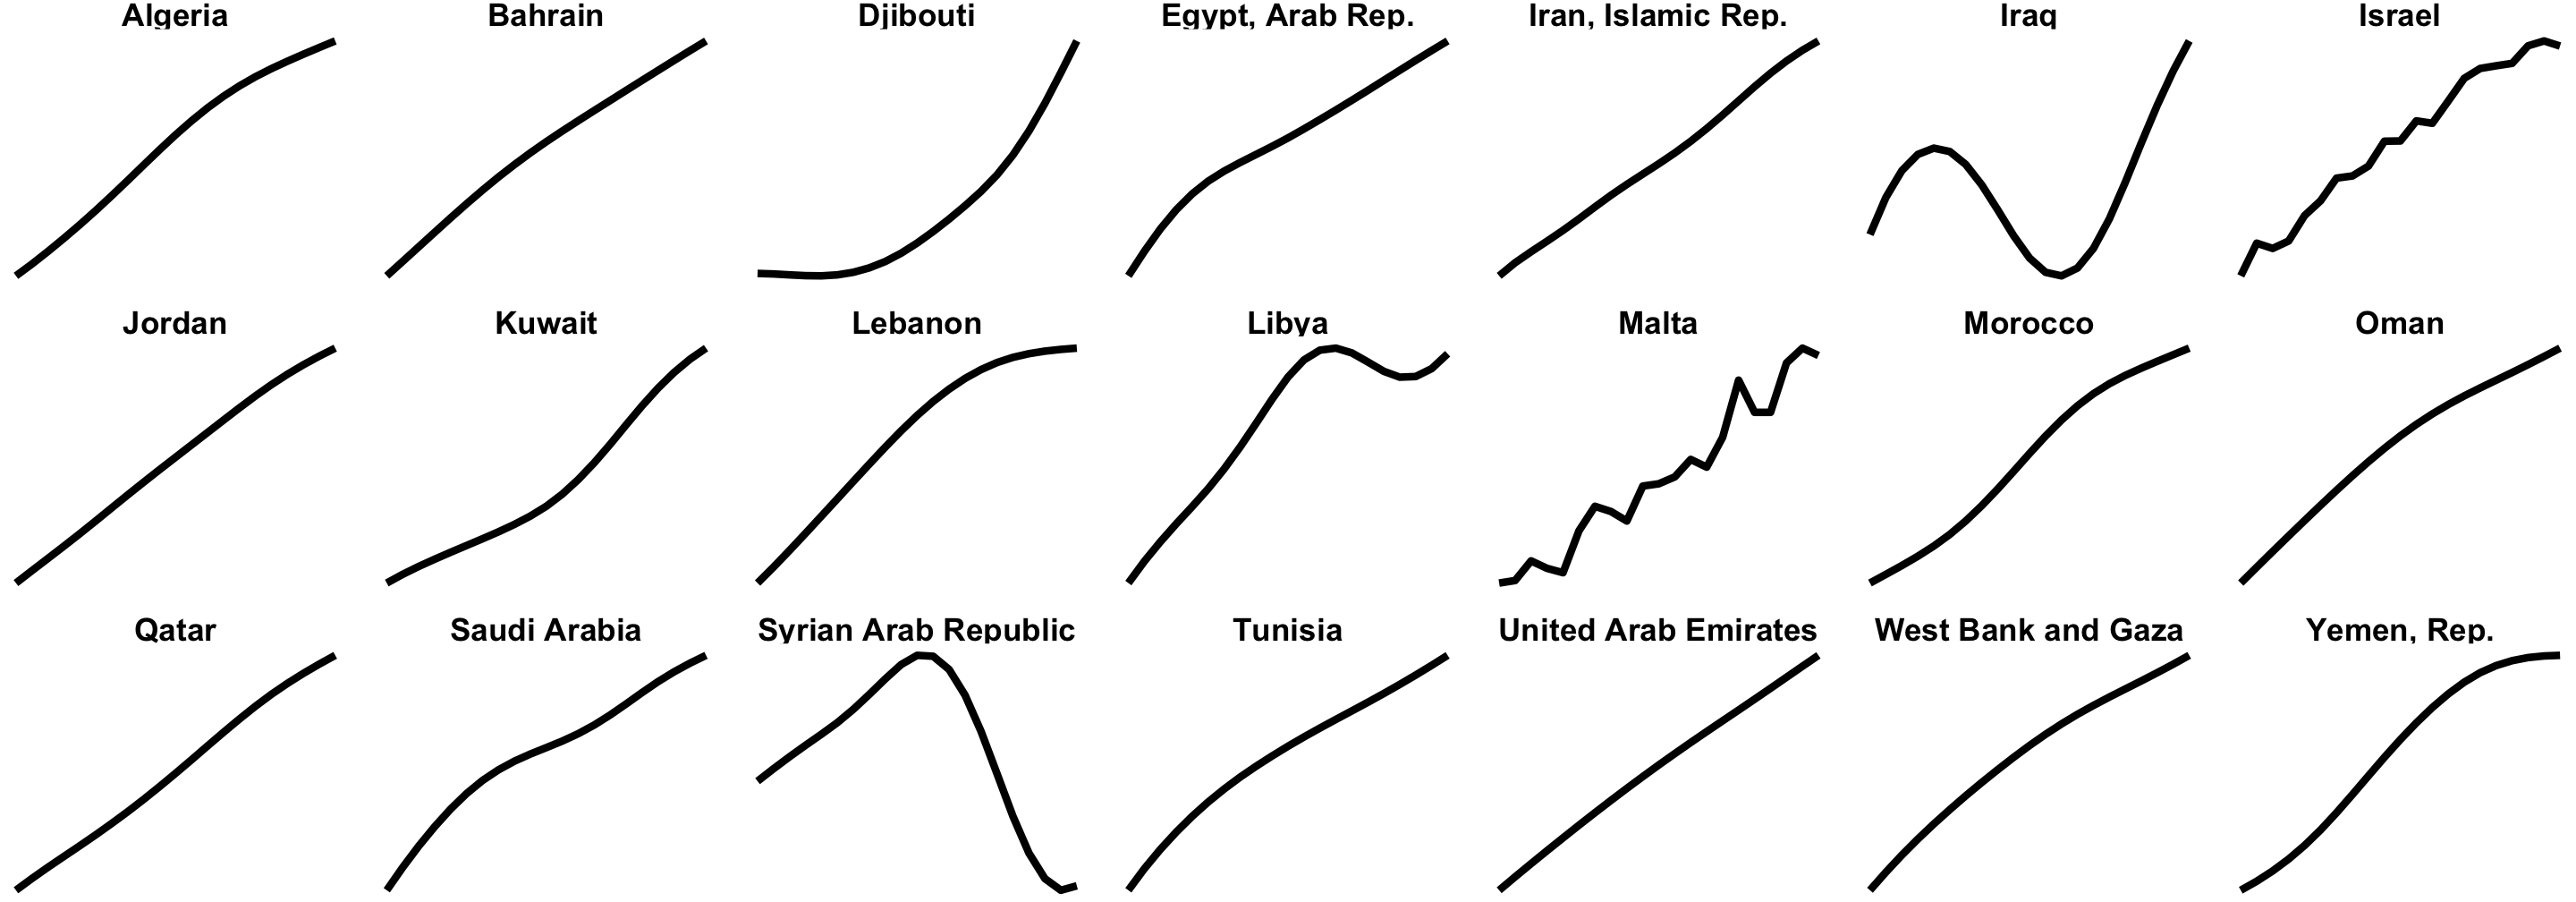 Algeria
Bahrain
Djibouti
Egypt, Arab Rep.
Iran, Islamic Rep.
Iraq
Israel
Jordan
Kuwait
Lebanon
Libya
Malta
Morocco
Oman
Qatar
Saudi Arabia
Syrian Arab Republic
Tunisia
United Arab Emirates
West Bank and Gaza
Yemen, Rep.